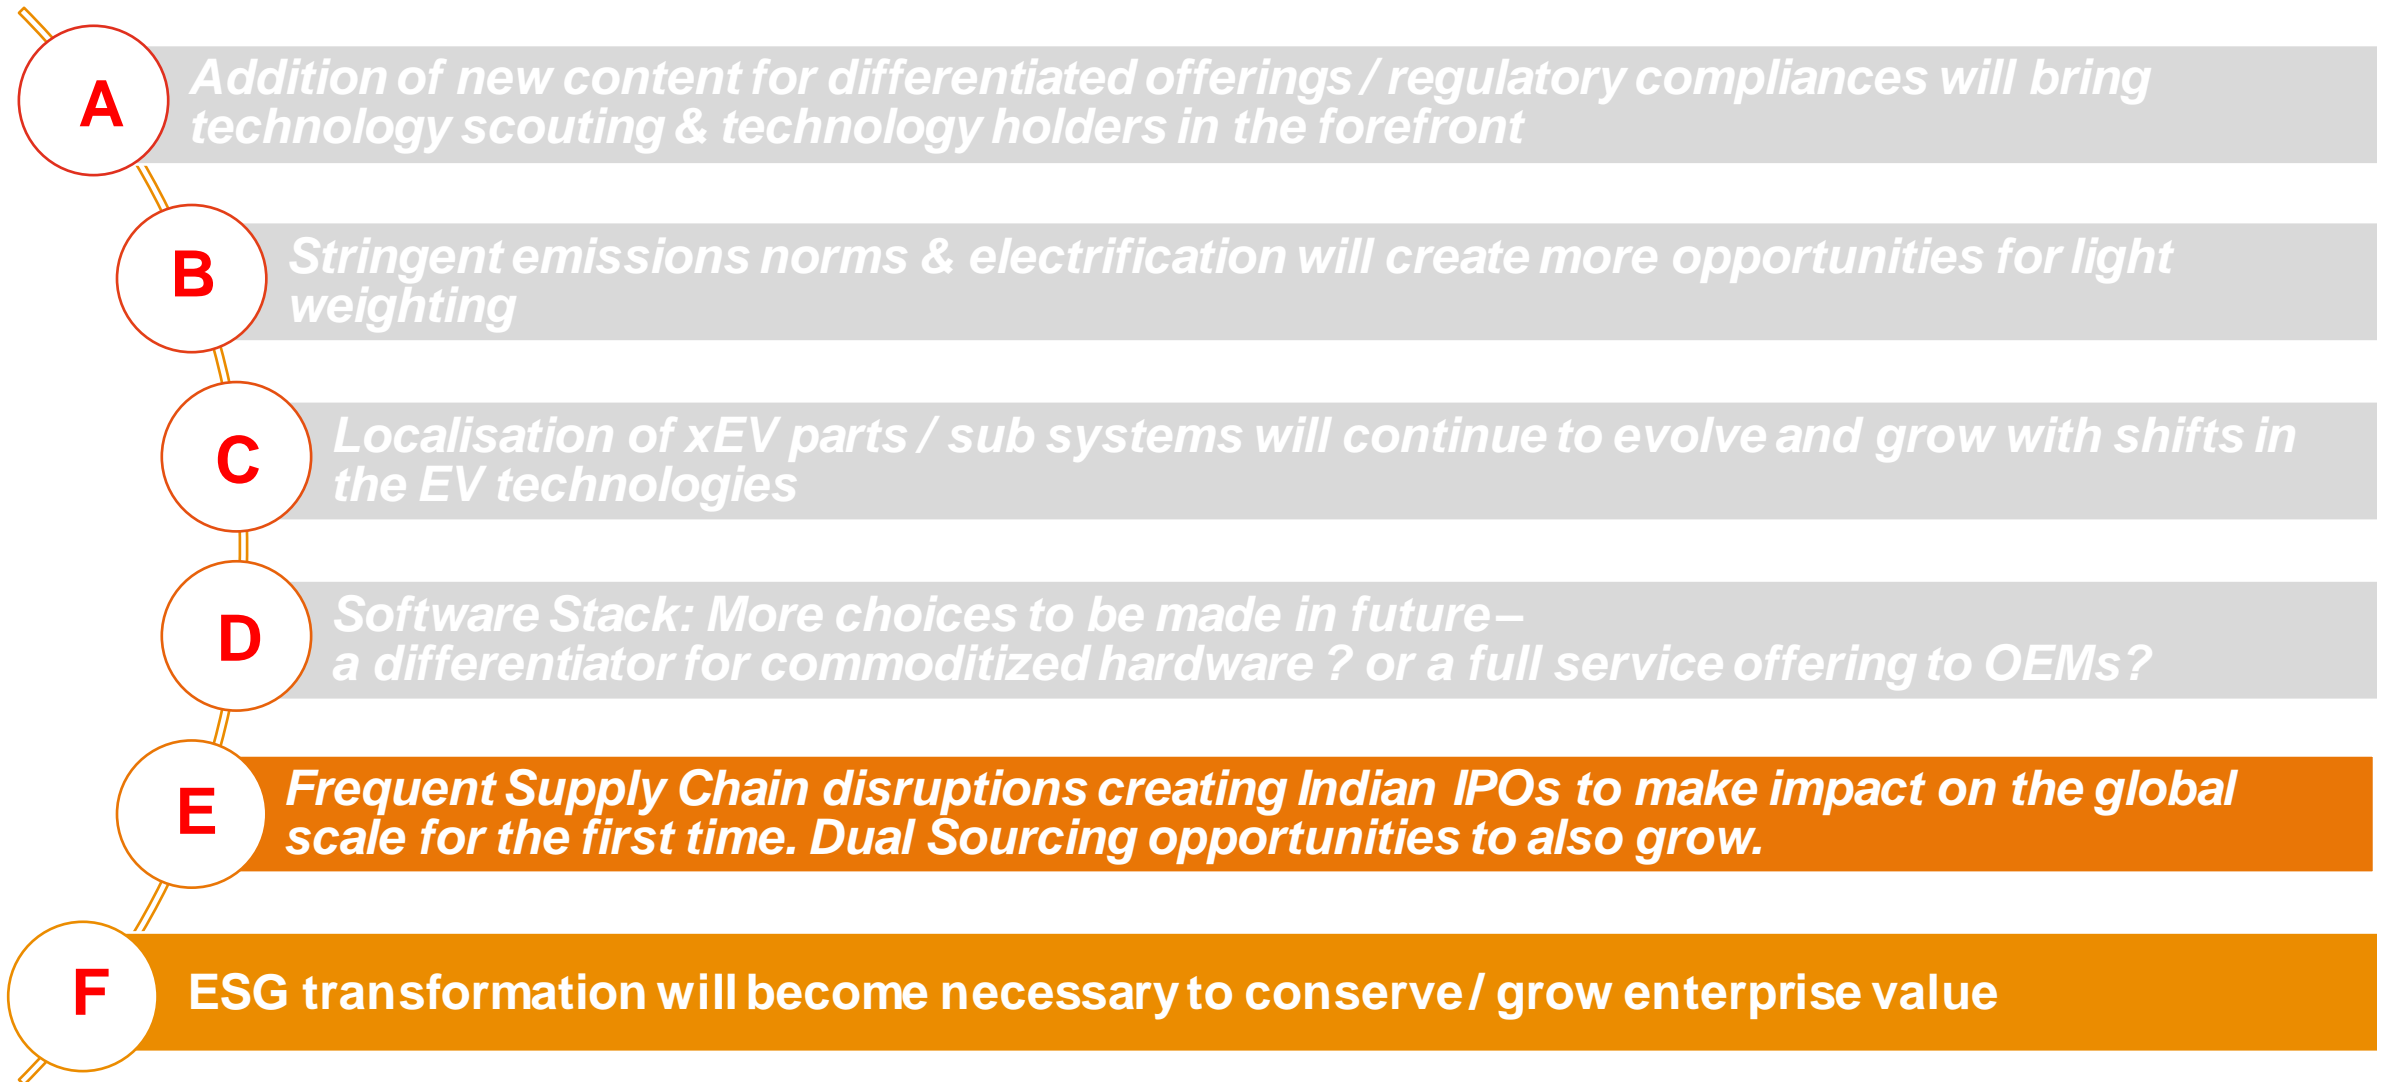 A
Addition of new content for differentiated offerings / regulatory compliances will bring
technology scouting & technology holders in the forefront
B
Stringent emissions norms & electrification will create more opportunities for light
weighting
C
Localisation of xEV parts / sub systems will continue to evolve and grow with shifts in
the EV technologies
D
Software Stack: More choices to be made in future –
a differentiator for commoditized hardware ? or a full service offering to OEMs?
E
Frequent Supply Chain disruptions creating Indian IPOs to make impact on the global
scale for the first time. Dual Sourcing opportunities to also grow.
F
ESG transformation will become necessary to conserve / grow enterprise value